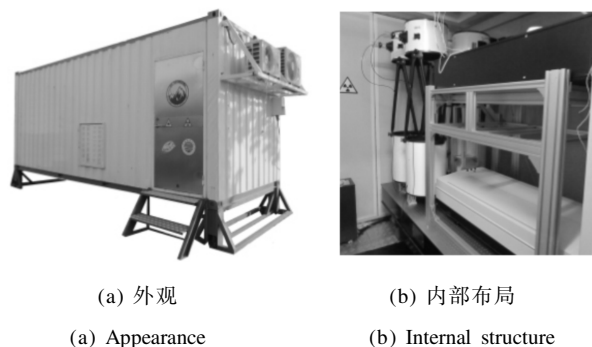 (a) 外观
(b) 内部布局
(a) Appearance
(b) Internal structure